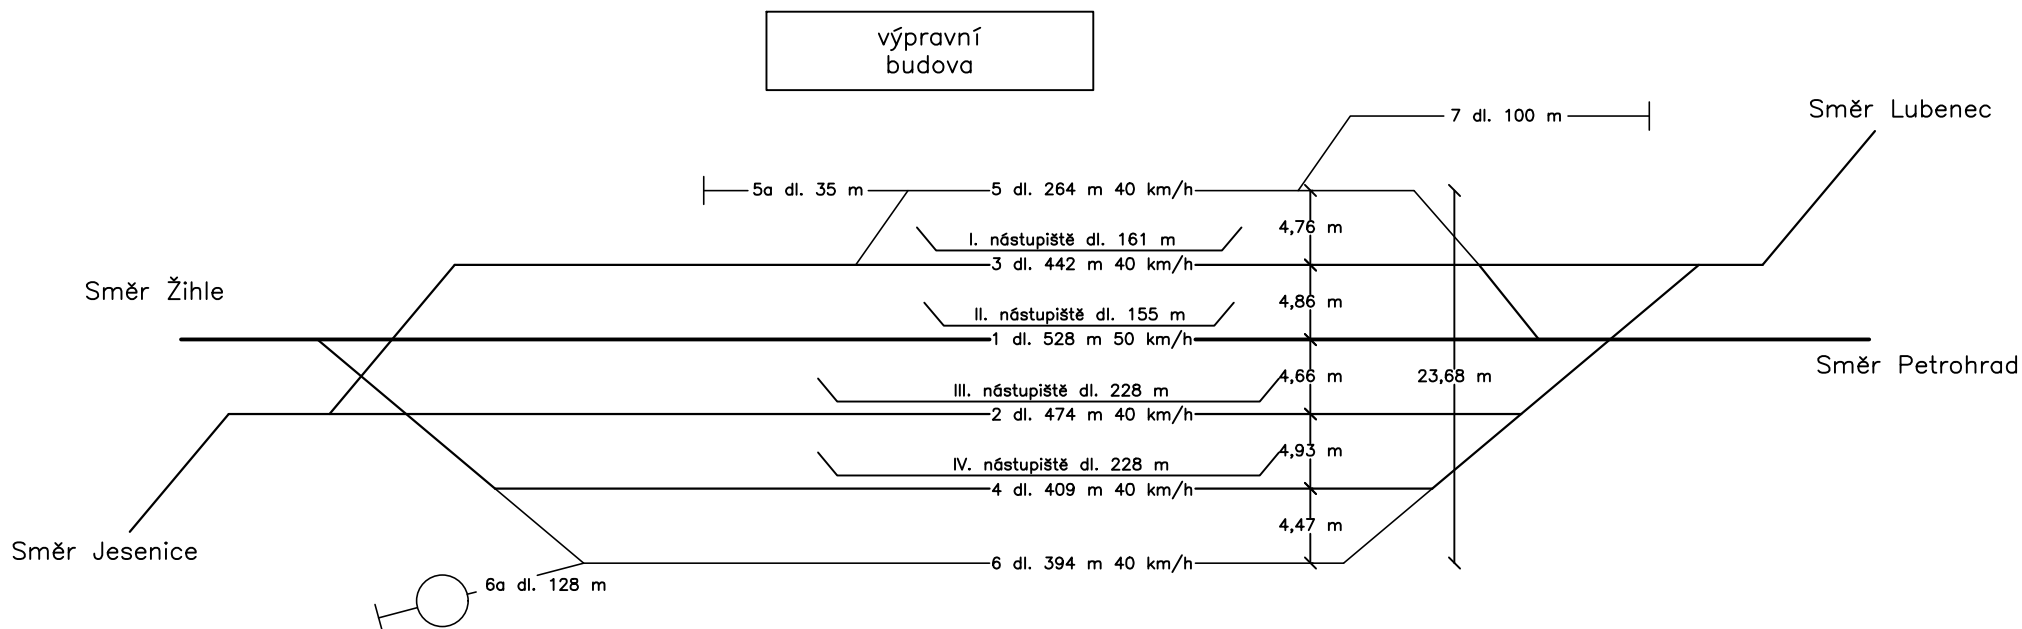 výpravní
budova
Směr Lubenec
7 dl. 100 m
5a dl. 35 m
5 dl. 264 m 40 km/h
4,76 m
I. nástupiště dl. 161 m
3 dl. 442 m 40 km/h
Směr Žihle
4,86 m
II. nástupiště dl. 155 m
1 dl. 528 m 50 km/h
Směr Petrohrad
4,66 m
23,68 m
III. nástupiště dl. 228 m
2 dl. 474 m 40 km/h
4,93 m
IV. nástupiště dl. 228 m
4 dl. 409 m 40 km/h
4,47 m
Směr Jesenice
6 dl. 394 m 40 km/h
6a dl. 128 m